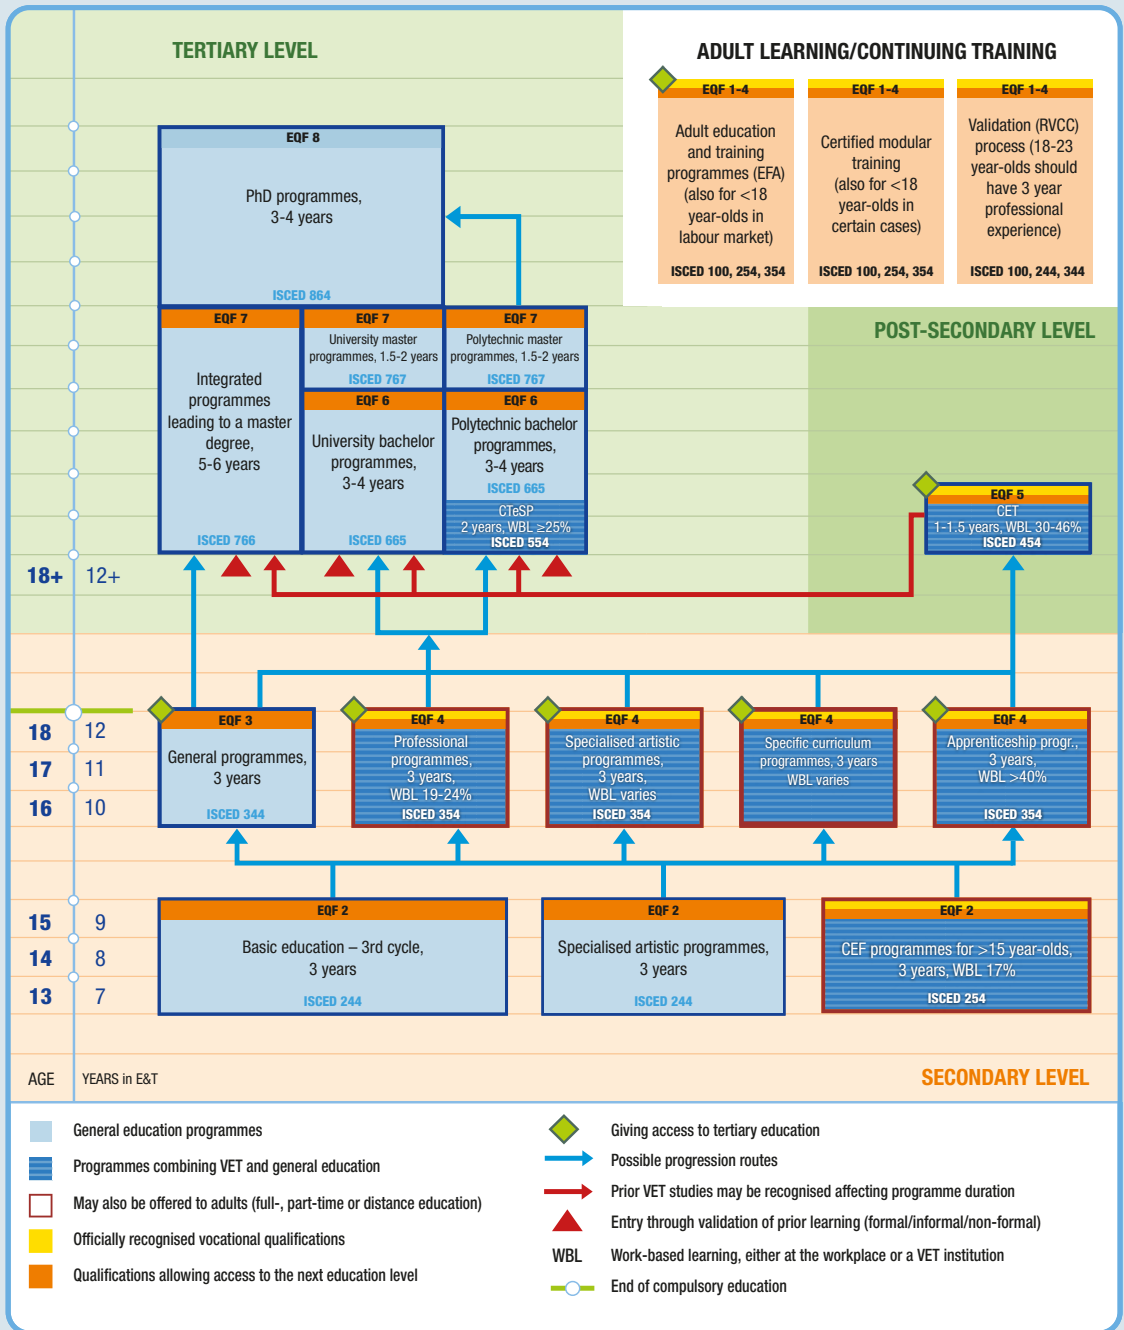 TERTIARY LEVEL
ADULT LEARNING/CONTINUING TRAINING
EQF 1-4
Adult education
and training
programmes (EFA)
(also for <18
year-olds in
labour market)
ISCED 100, 254, 354
EQF 1-4
Certified modular
training
(also for <18
year-olds in
certain cases)
ISCED 100, 254, 354
EQF 1-4
Validation (RVCC)
process (18-23
year-olds should
have 3 year
professional
experience)
ISCED 100, 244, 344
EQF 8
PhD programmes,
3-4 years
ISCED 864
POST-SECONDARY LEVEL
EQF 7
Integrated
programmes
leading to a master
degree,
5-6 years
ISCED 766
EQF 7
University master
programmes, 1.5-2 years
ISCED 767
EQF 7
Polytechnic master
programmes, 1.5-2 years
ISCED 767
EQF 6
University bachelor
programmes,
3-4 years
ISCED 665
EQF 6
Polytechnic bachelor
programmes,
3-4 years
ISCED 665
CTeSP
2 years, WBL ≥25%
ISCED 554
EQF 5
CET
1-1.5 years, WBL 30-46%
ISCED 454
18+ 12+
18 12
17 11
16 10
EQF 3
General programmes,
3 years
ISCED 344
EQF 4
Professional
programmes,
3 years,
WBL 19-24%
ISCED 354
EQF 4
Specialised artistic
programmes,
3 years,
WBL varies
ISCED 354
EQF 4
Specific curriculum
programmes, 3 years
WBL varies
EQF 4
Apprenticeship progr.,
3 years,
WBL >40%
ISCED 354
15 9
14 8
13 7
EQF 2
Basic education – 3rd cycle,
3 years
ISCED 244
EQF 2
Specialised artistic programmes,
3 years
ISCED 244
EQF 2
CEF programmes for >15 year-olds,
3 years, WBL 17%
ISCED 254
AGE YEARS in E&T
SECONDARY LEVEL
General education programmes
Programmes combining VET and general education
May also be offered to adults (full-, part-time or distance education)
Officially recognised vocational qualifications
Qualifications allowing access to the next education level
Giving access to tertiary education
Possible progression routes
Prior VET studies may be recognised affecting programme duration
Entry through validation of prior learning (formal/informal/non-formal)
WBL Work-based learning, either at the workplace or a VET institution
End of compulsory education